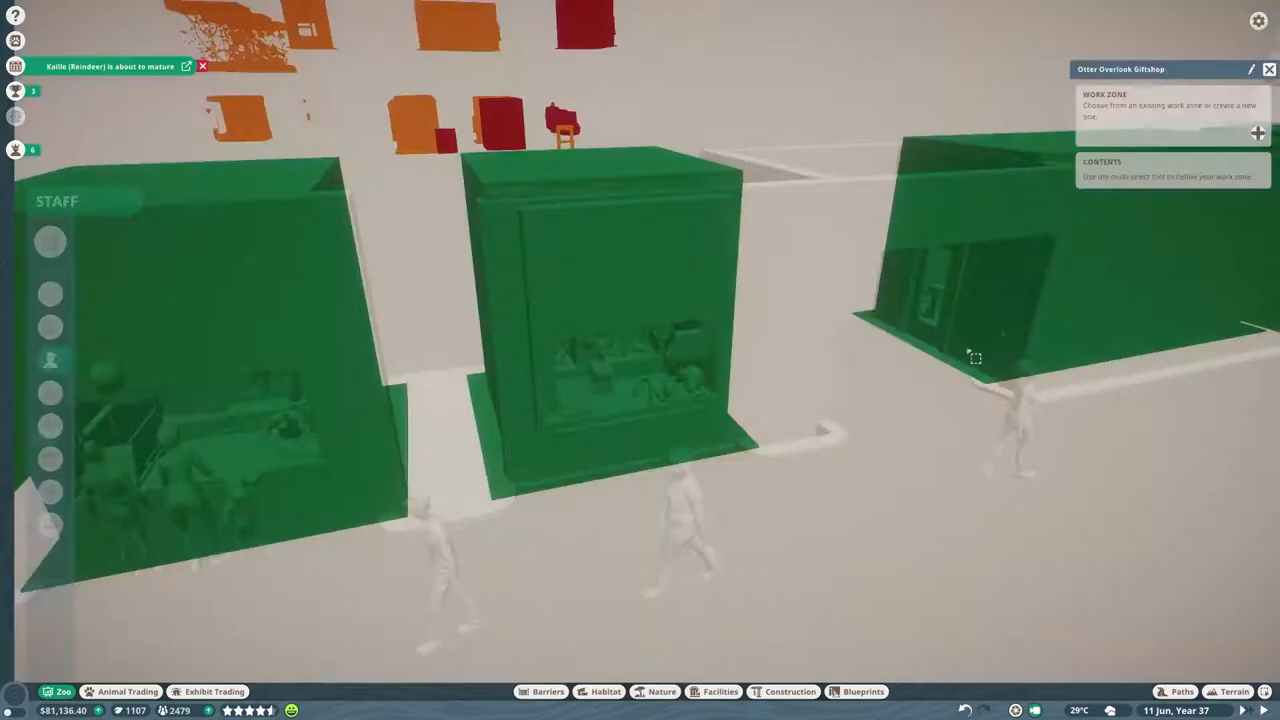 ?
Kaille (Reindeer) is about to mature
3
6
STAFF
Otter Overlook Giftshop
WORK ZONE
Choose from an existing work zone or create a new
one.
CONTENTS
Use the multi-select tool to define your work zone.
Zoo
Animal Trading
Exhibit Trading
Barriers
Habitat
Nature
Facilities
Construction
Blueprints
Paths
Terrain
$81,136.40
1107
2479
29°C
11 Jun, Year 37